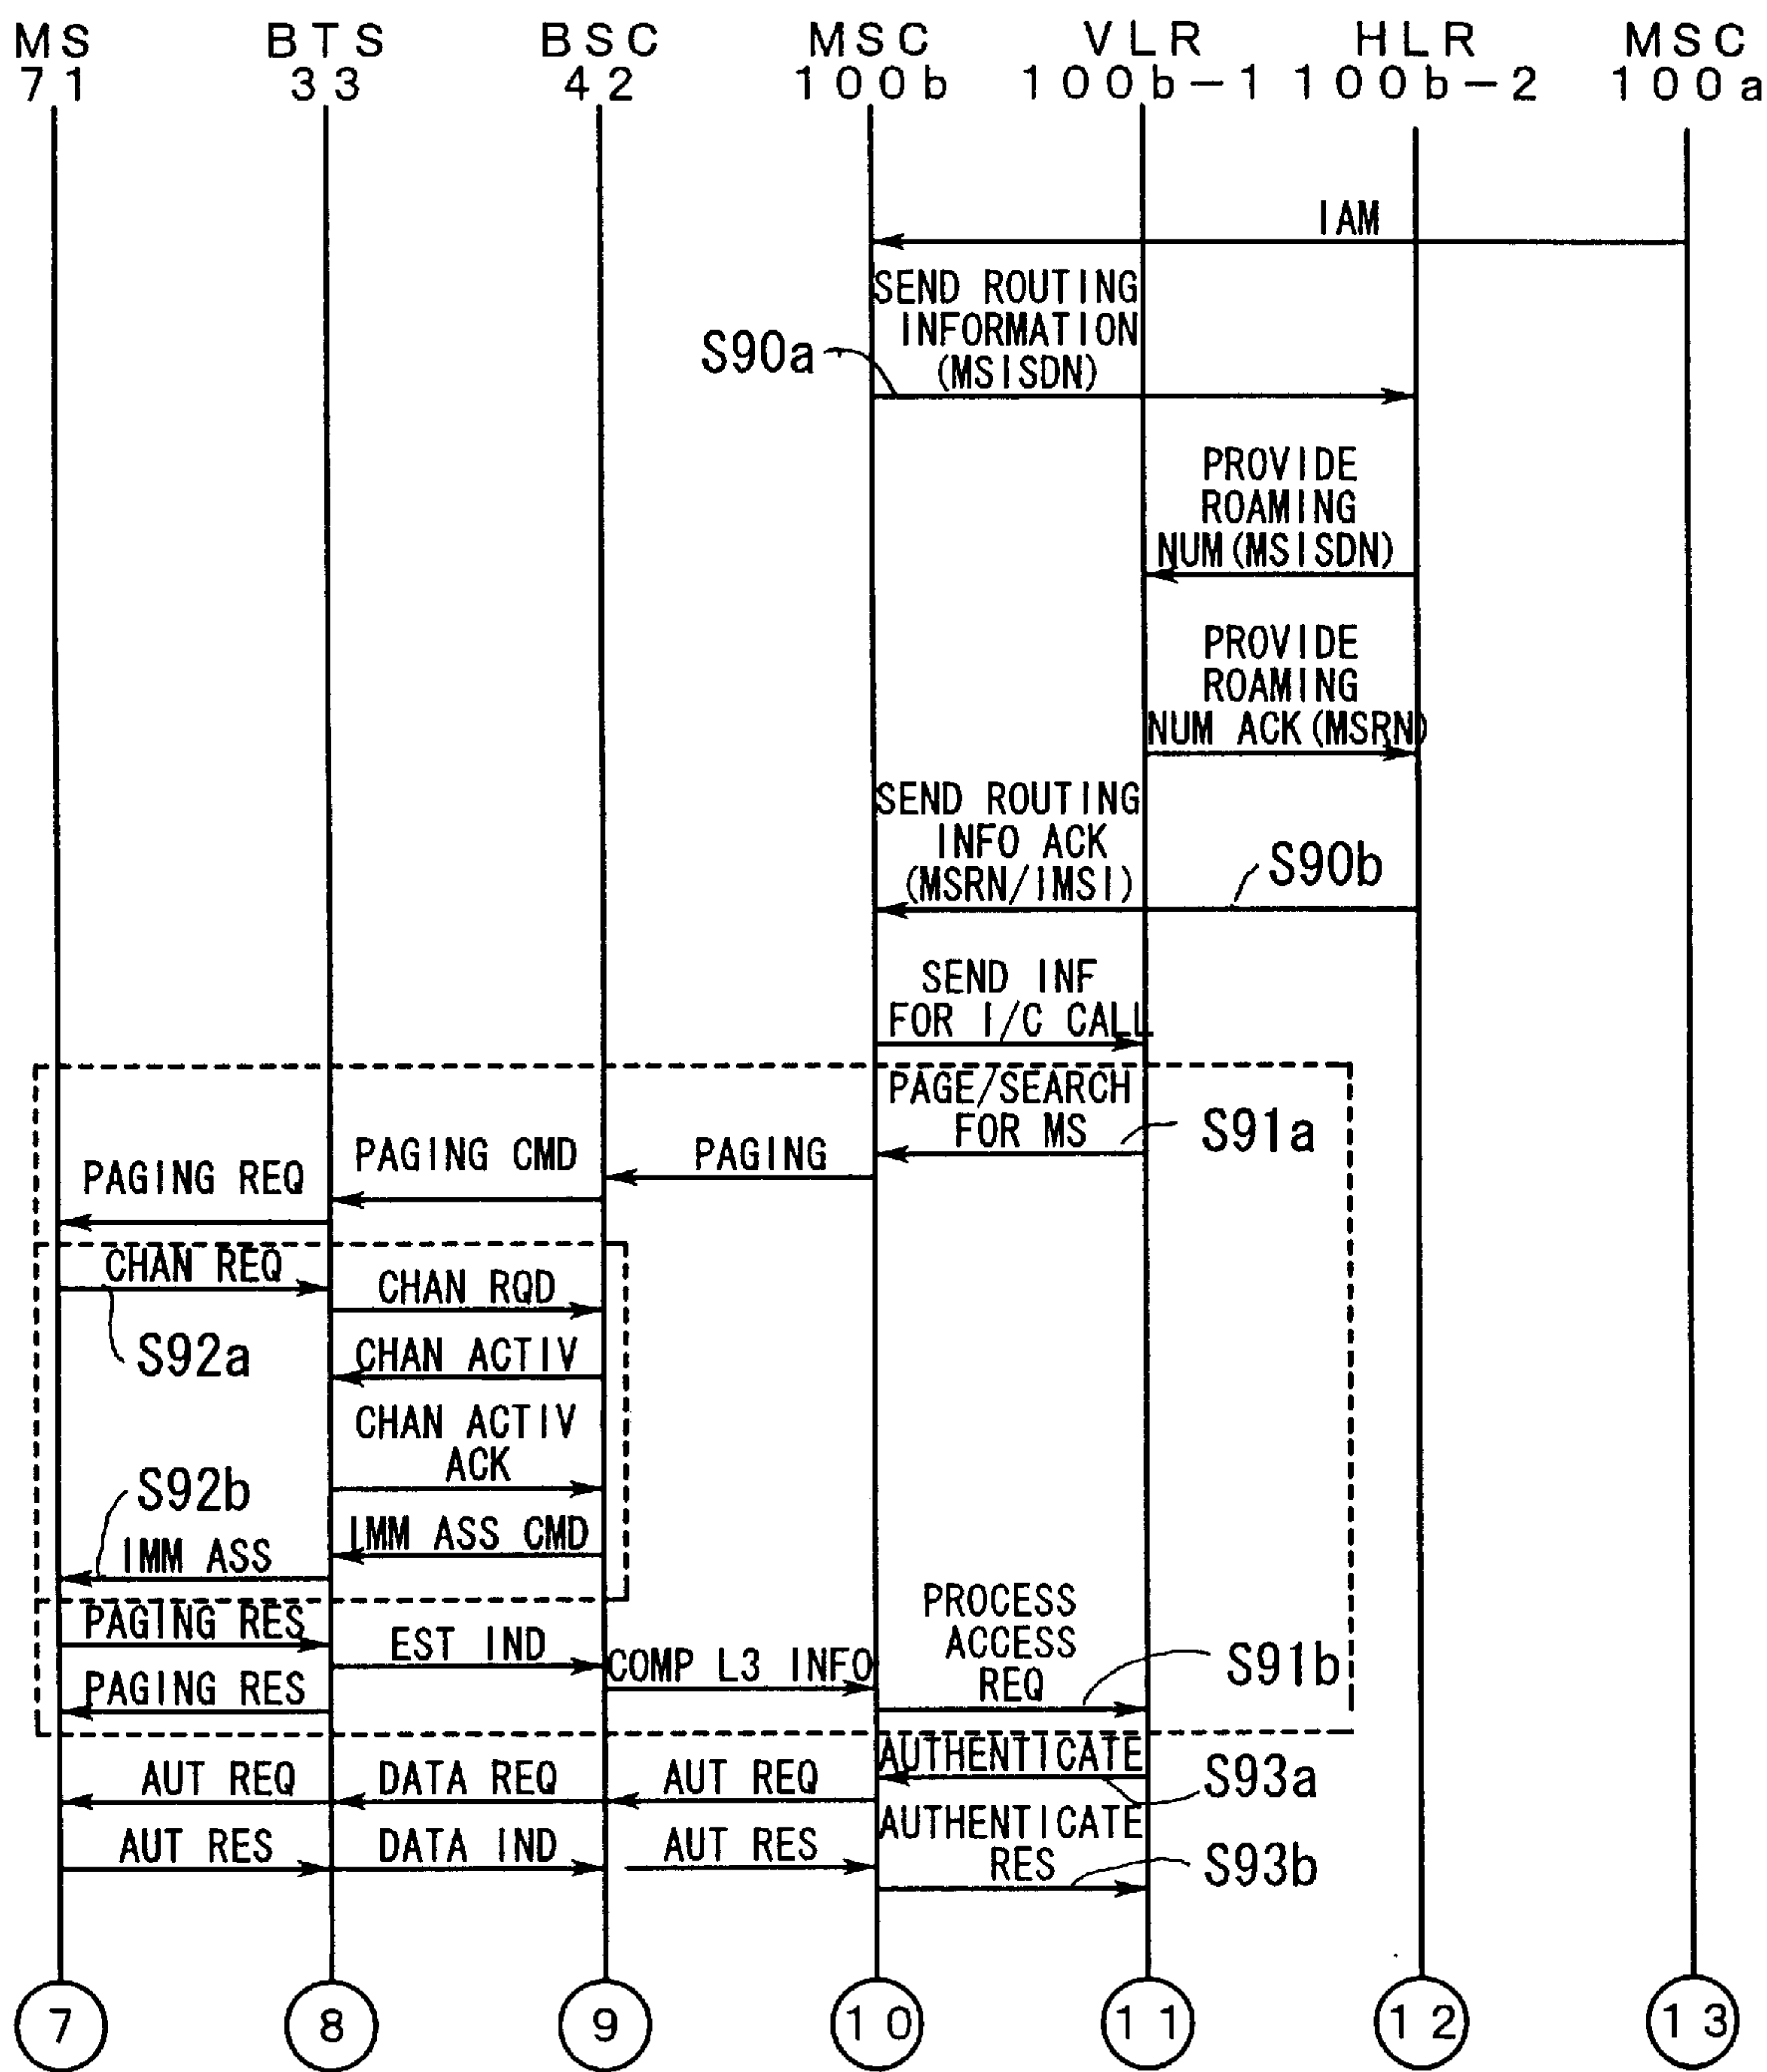 MS BTS BSC MSC VLR HLR MSC
71 33 42 100b 100b-1 100b-2 100a
IAM
SEND ROUTING
INFORMATION
(MSISDN)
S90a
PROVIDE
ROAMING
NUM(MSISDN)
PROVIDE
ROAMING
NUM ACK(MSRN)
SEND ROUTING
INFO ACK
(MSRN/IMSI)
S90b
SEND INF
FOR I/C CALL
PAGE/SEARCH
FOR MS
S91a
PAGING
PAGING CMD
PAGING REQ
CHAN REQ
CHAN RQD
S92a
CHAN ACTIV
CHAN ACTIV
ACK
S92b
IMM ASS CMD
IMM ASS
PAGING RES
EST IND
COMP L3 INFO
PROCESS
ACCESS
REQ
S91b
PAGING RES
AUTHENTICATE
S93a
AUT REQ DATA REQ AUT REQ
AUT RES DATA IND AUT RES
AUTHENTICATE
RES
S93b
7 8 9 10 11 12 13